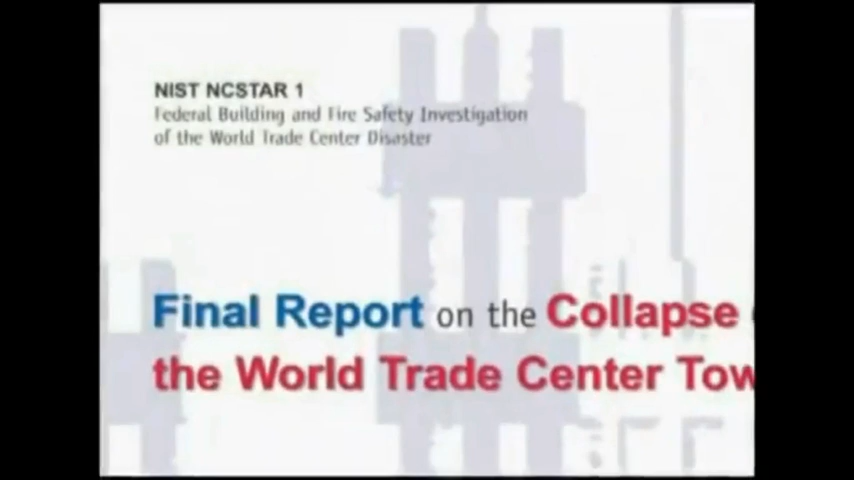 NIST NCSTAR 1
Federal Building and Fire Safety Investigation
of the World Trade Center Disaster
Final Report on the Collapse
the World Trade Center Tow